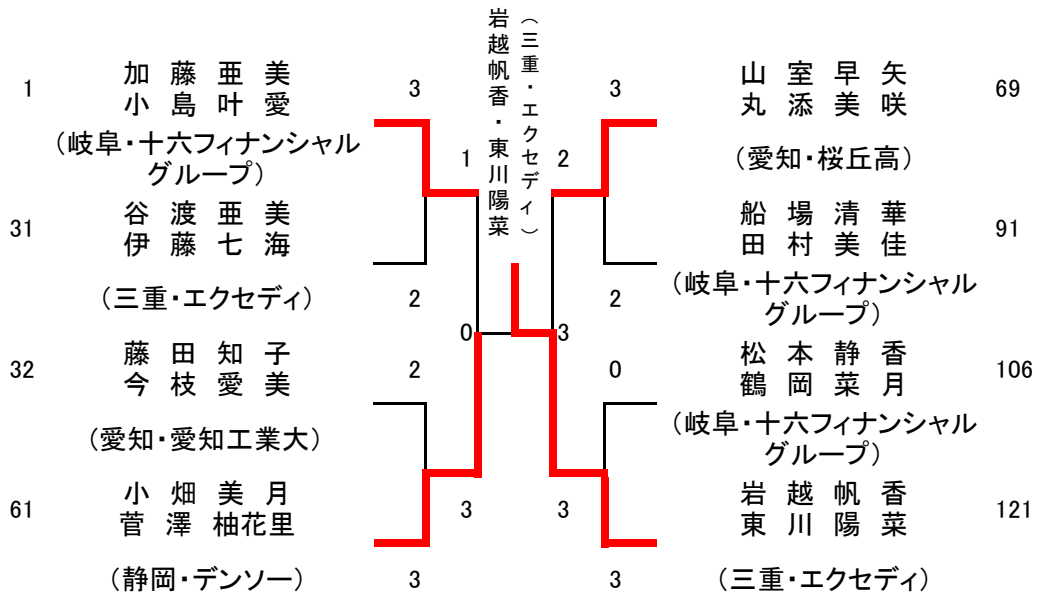 岩越帆香・東川陽菜
（三重・エクセディ）
1
加藤亜美
小島叶愛
3
（岐阜・十六フィナンシャル
グループ）
1
31
谷渡亜美
伊藤七海
（三重・エクセディ）
2
0
32
藤田知子
今枝愛美
2
（愛知・愛知工業大）
61
小畑美月
菅澤柚花里
3
（静岡・デンソー）
3
3
山室早矢
丸添美咲
69
2
（愛知・桜丘高）
船場清華
田村美佳
91
（岐阜・十六フィナンシャル
グループ）
2
3
0
松本静香
鶴岡菜月
106
（岐阜・十六フィナンシャル
グループ）
3
岩越帆香
東川陽菜
121
3
（三重・エクセディ）